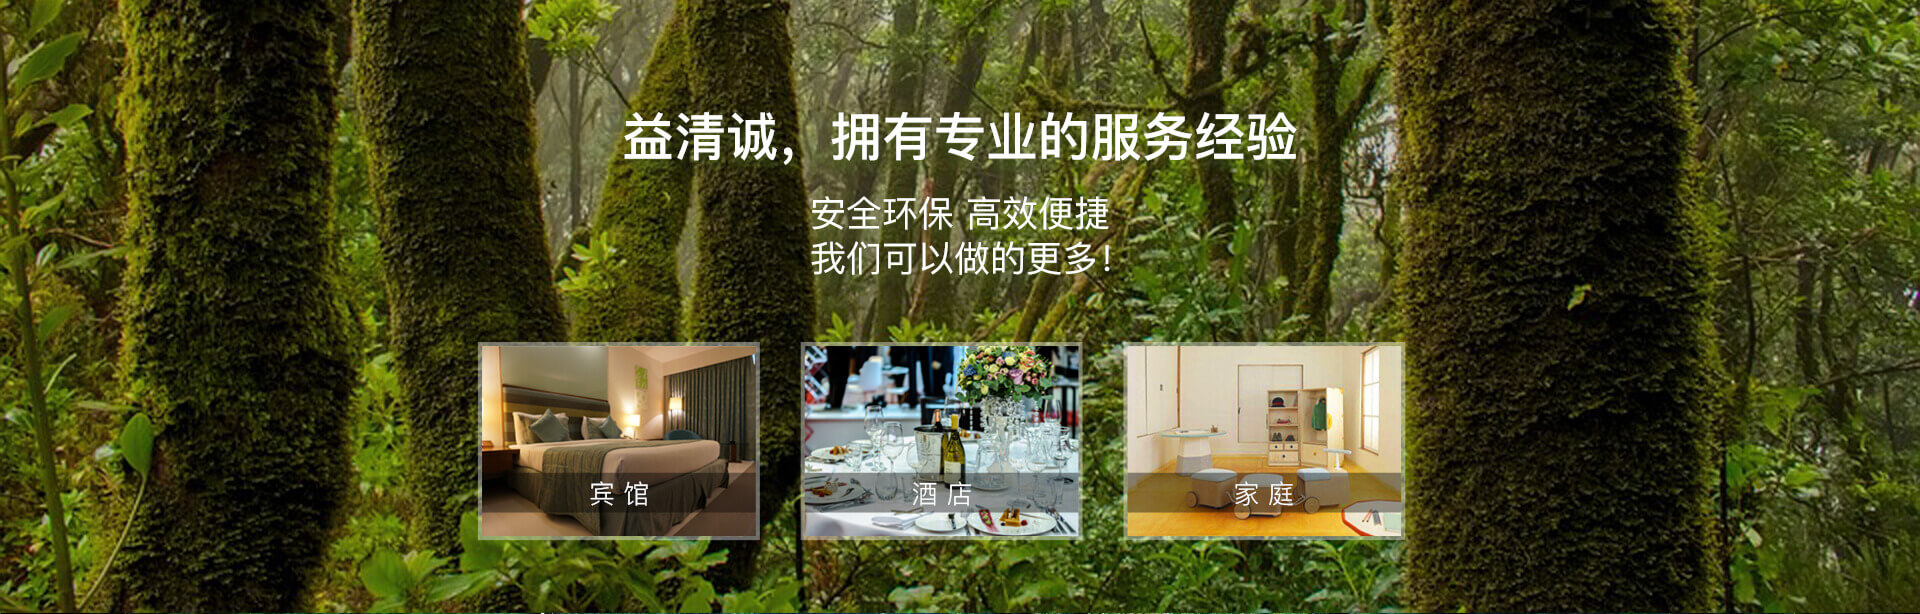 益清诚，拥有专业的服务经验
安全环保 高效便捷
我们可以做的更多！
宾馆
酒店
家庭